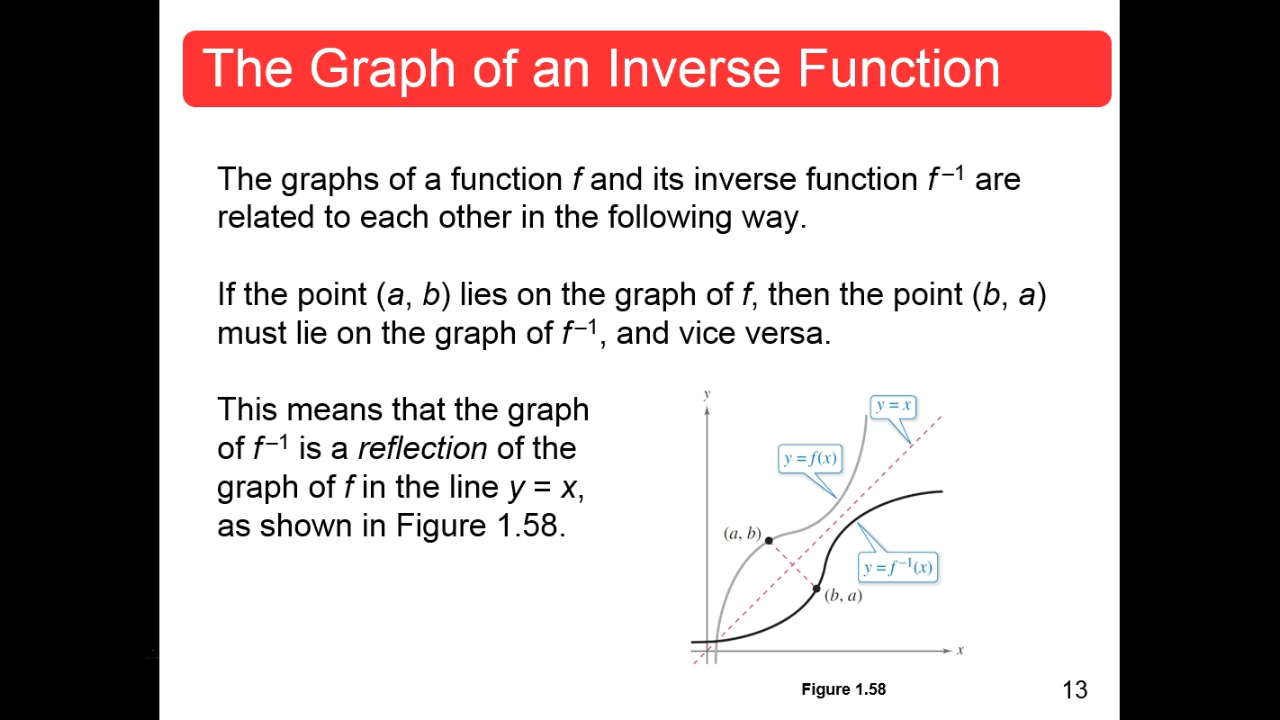 The Graph of an Inverse Function
The graphs of a function f and its inverse function f⁻¹ are
related to each other in the following way.
If the point (a, b) lies on the graph of f, then the point (b, a)
must lie on the graph of f⁻¹, and vice versa.
This means that the graph
of f⁻¹ is a reflection of the
graph of f in the line y = x,
as shown in Figure 1.58.
y
y = x
y = f(x)
(a, b)
y = f⁻¹(x)
(b, a)
x
Figure 1.58
13